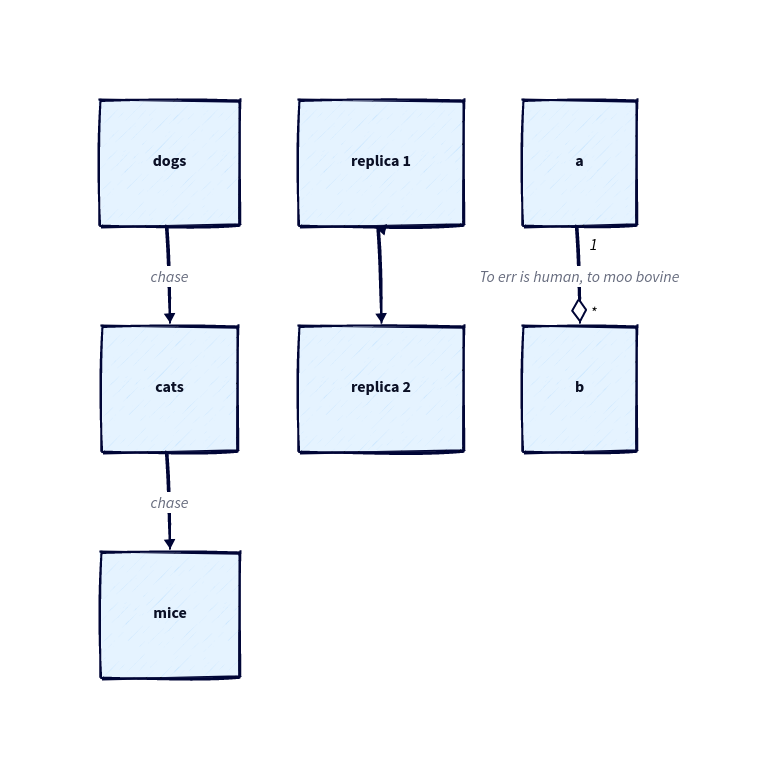 dogs
replica 1
a
1
chase
To err is human, to moo bovine
*
cats
replica 2
b
chase
mice